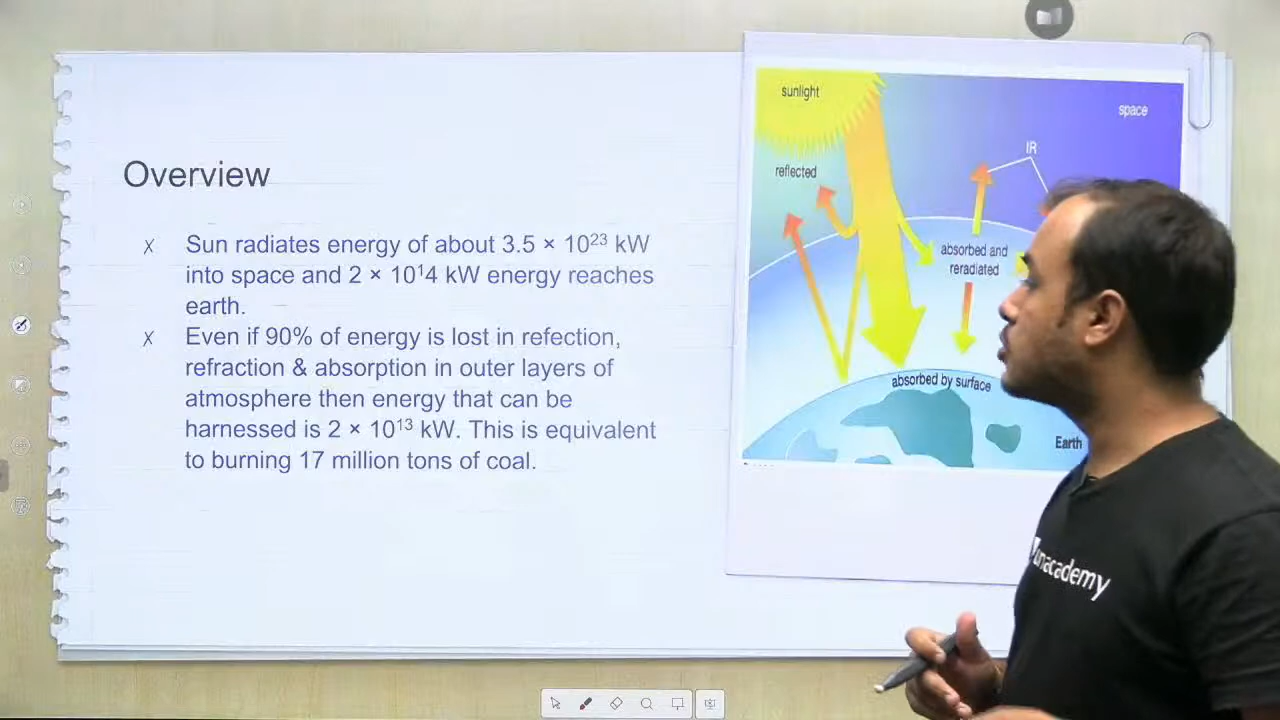 Overview
Sun radiates energy of about 3.5 × 10²³ kW
into space and 2 × 10¹4 kW energy reaches
earth.
Even if 90% of energy is lost in refection,
refraction & absorption in outer layers of
atmosphere then energy that can be
harnessed is 2 × 10¹³ kW. This is equivalent
to burning 17 million tons of coal.
sunlight
space
IR
reflected
absorbed and
reradiated
absorbed by surface
Earth
unacademy